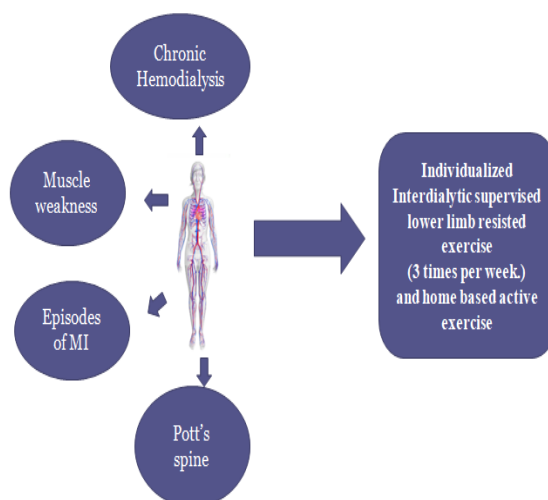 Chronic
Hemodialysis
Muscle
weakness
Episodes
of MI
Pott's
spine
Individualized
Interdialytic supervised
lower limb resisted
exercise
(3 times per week.)
and home based active
exercise